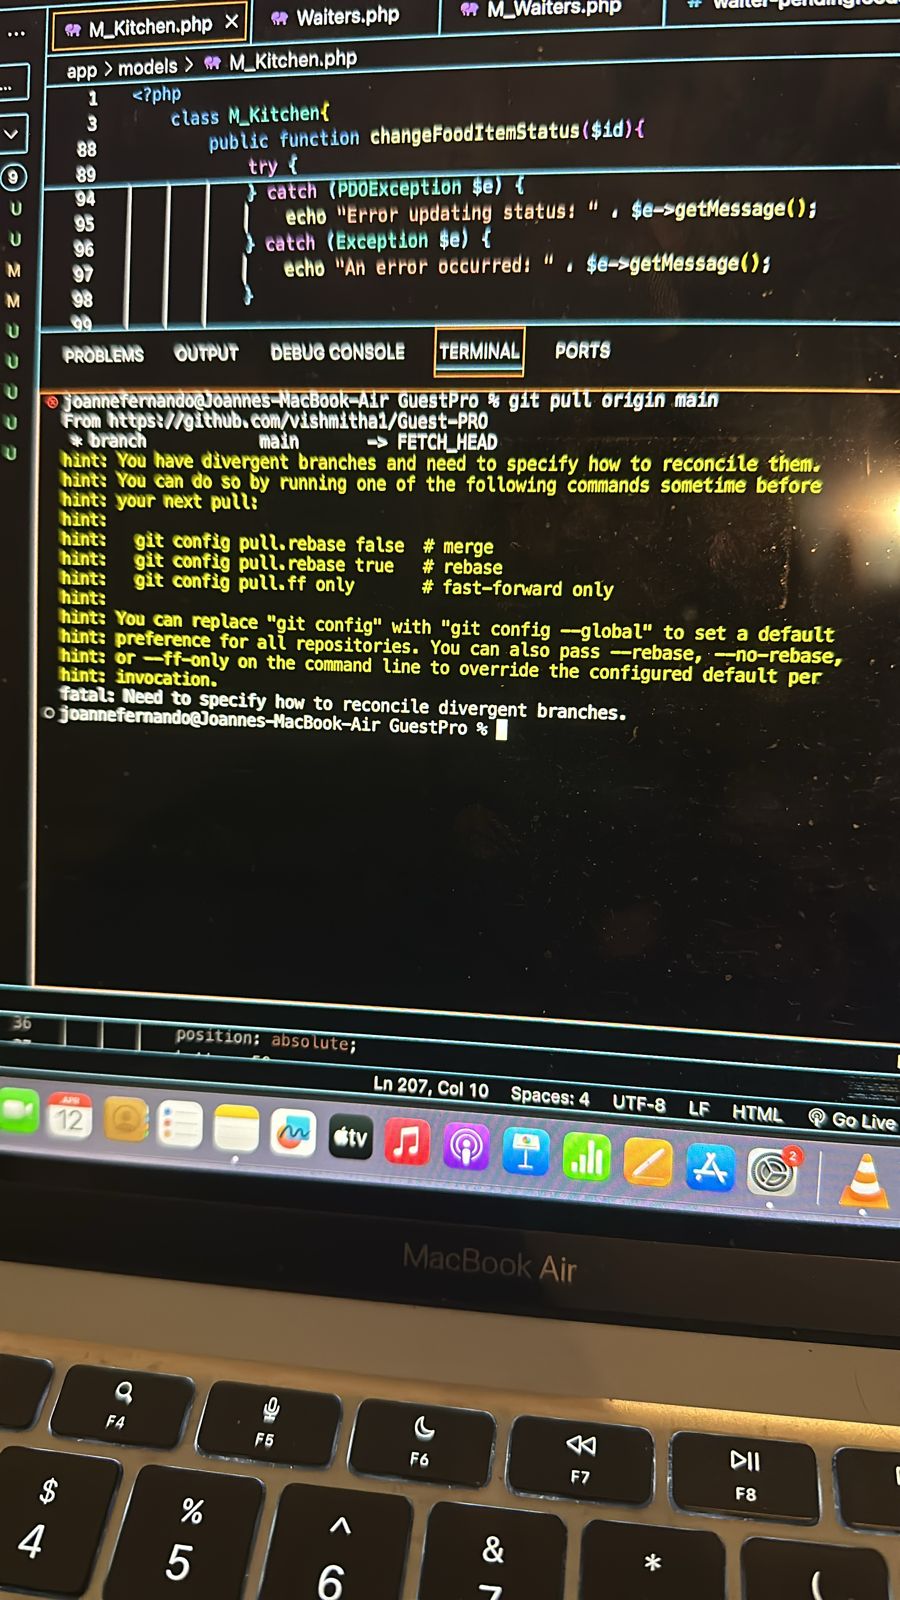 M_Kitchen.php × Waiters.php M_Waiters.php #
app > models > M_Kitchen.php
1 <?php
3 class M_Kitchen{
88 public function changeFoodItemStatus($id){
89 try {
94 } catch (PDOException $e) {
95 echo "Error updating status: " . $e->getMessage();
96 } catch (Exception $e) {
97 echo "An error occurred: " . $e->getMessage();
98 }
99
9
U
U
M
M
U
U
U
U
U
PROBLEMS OUTPUT DEBUG CONSOLE TERMINAL PORTS
joannefernando@Joannes-MacBook-Air GuestPro % git pull origin main
From https://github.com/vishmitha1/Guest-PRO
* branch main -> FETCH_HEAD
hint: You have divergent branches and need to specify how to reconcile them.
hint: You can do so by running one of the following commands sometime before
hint: your next pull:
hint:
hint: git config pull.rebase false # merge
hint: git config pull.rebase true # rebase
hint: git config pull.ff only # fast-forward only
hint:
hint: You can replace "git config" with "git config --global" to set a default
hint: preference for all repositories. You can also pass --rebase, --no-rebase,
hint: or --ff-only on the command line to override the configured default per
hint: invocation.
fatal: Need to specify how to reconcile divergent branches.
joannefernando@Joannes-MacBook-Air GuestPro %
36 position: absolute;
Ln 207, Col 10 Spaces: 4 UTF-8 LF HTML Go Live
APR
12
tv
2
MacBook Air
F4 F5 F6 F7 F8
$ % ^ & * (
4 5 6 7